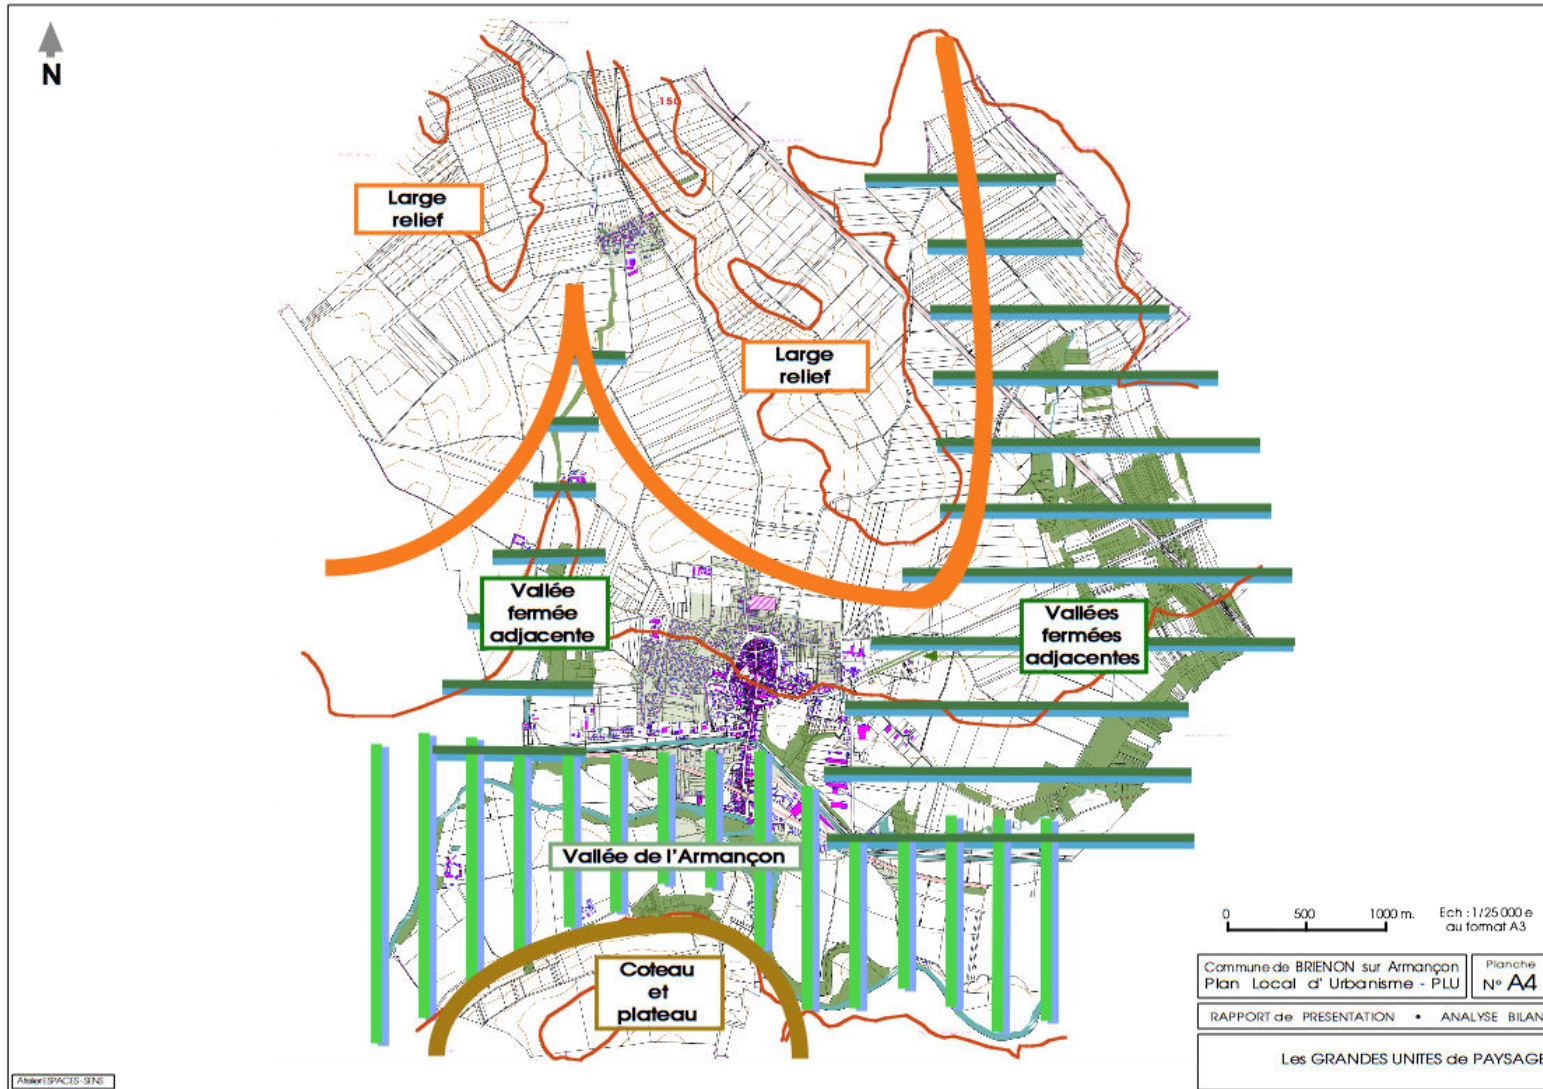 N
150
Large
relief
Large
relief
Vallée
fermée
adjacente
Vallées
fermées
adjacentes
Vallée de l'Armançon
Coteau
et
plateau
0 500 1000 m.
Ech : 1/25 000 e
au format A3
Commune de BRIENON sur Armançon
Plan Local d' Urbanisme - PLU
Planche
N° A4
RAPPORT de PRESENTATION • ANALYSE BILAN
Les GRANDES UNITES de PAYSAGE
Atelier ESPACES-SENS